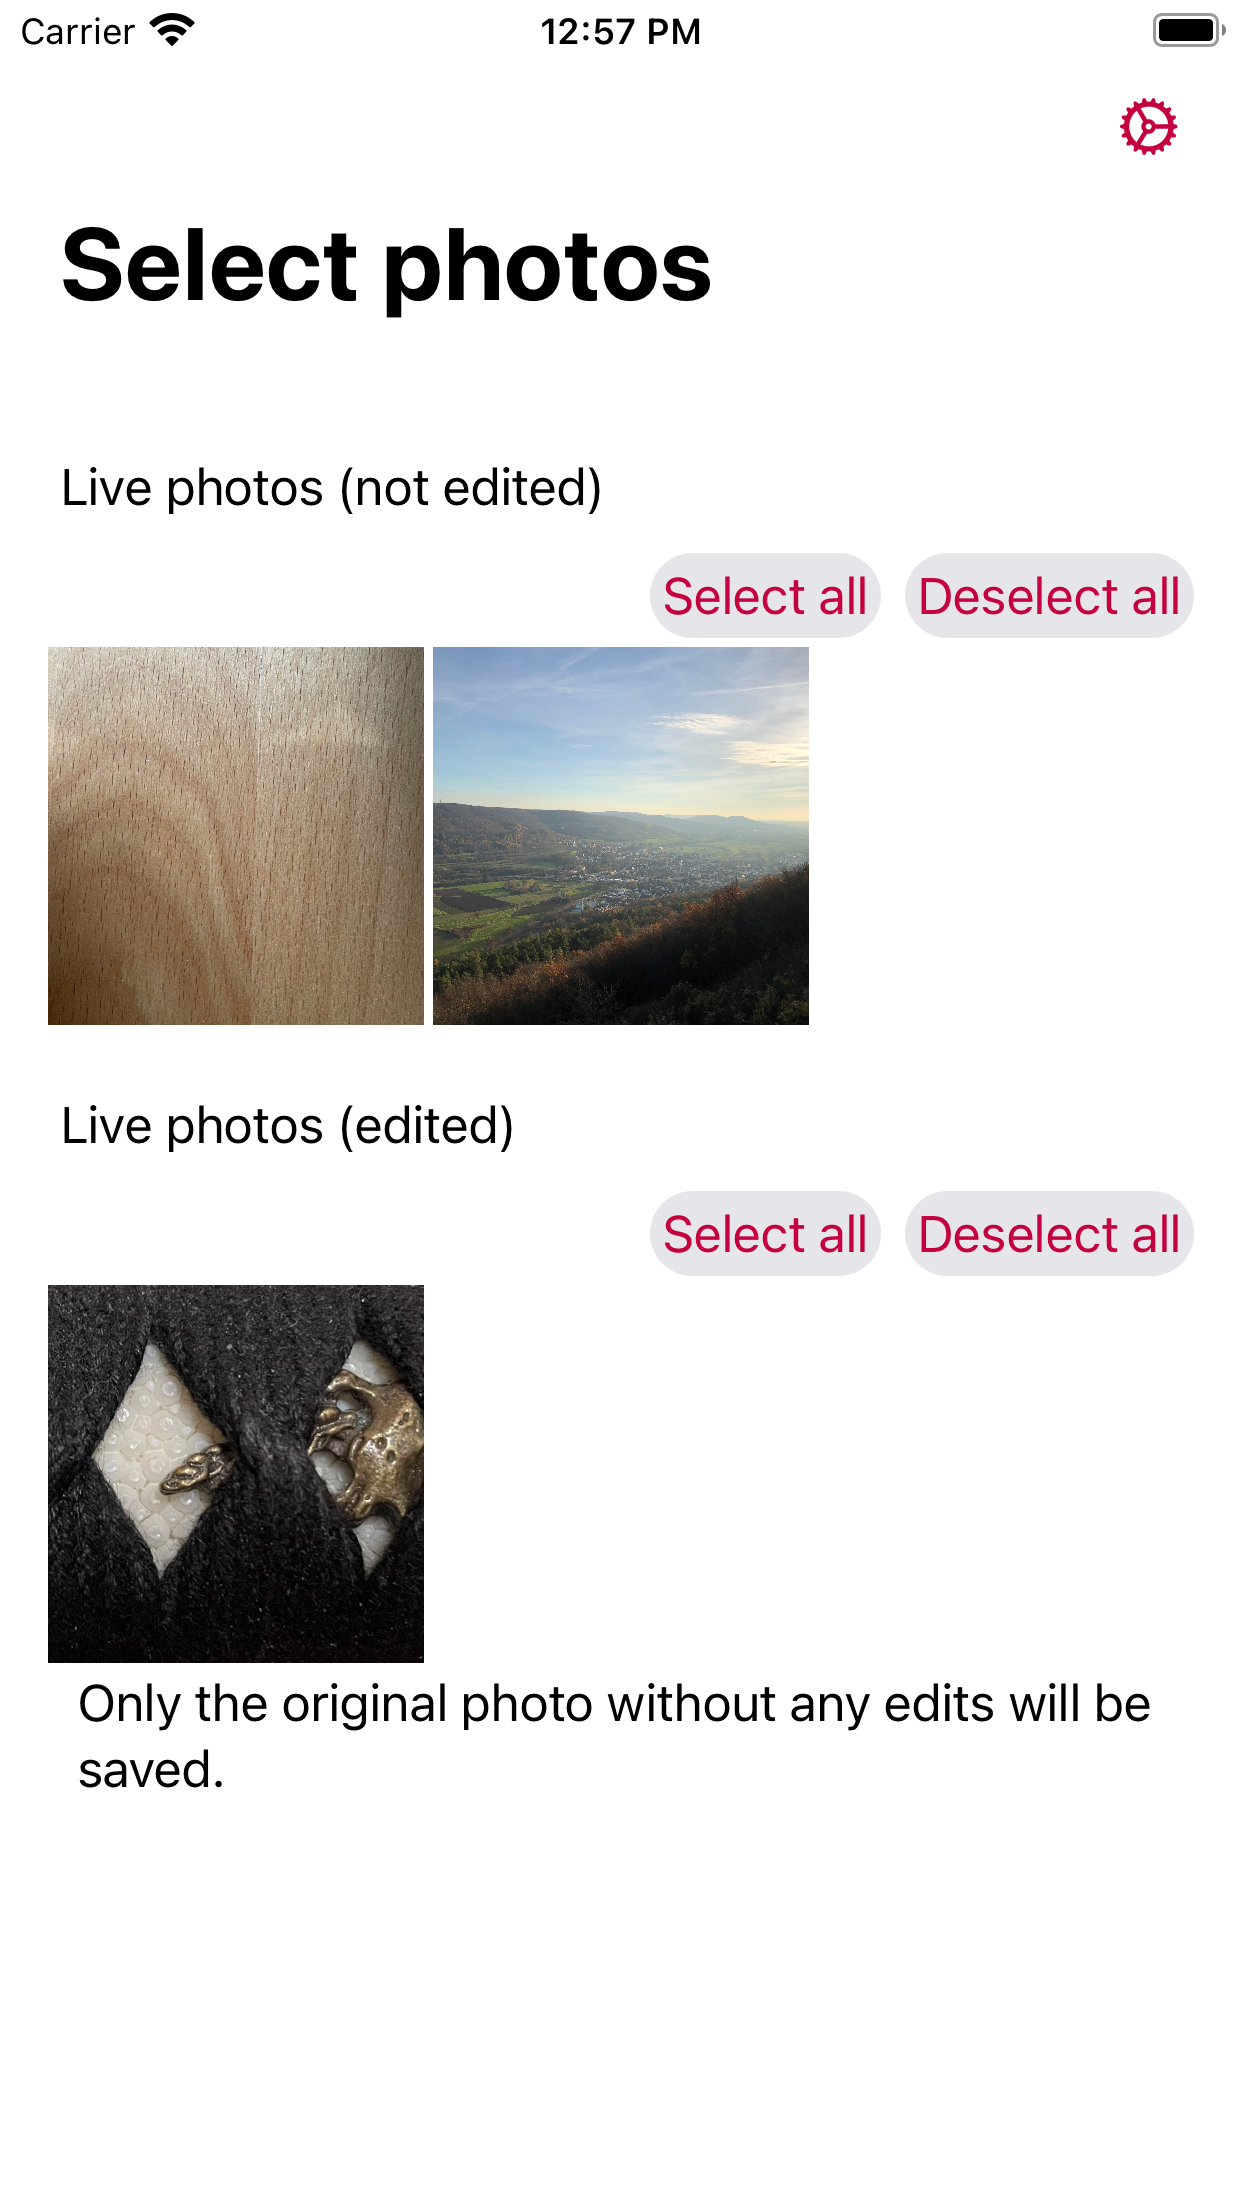 Carrier 12:57 PM
Select photos
Live photos (not edited)
Select all Deselect all
Live photos (edited)
Select all Deselect all
Only the original photo without any edits will be
saved.